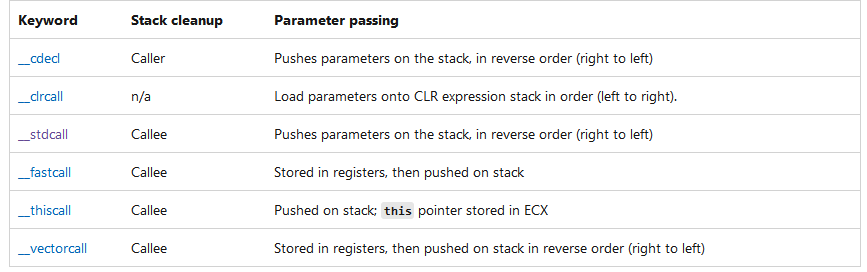 Keyword Stack cleanup Parameter passing
__cdecl Caller Pushes parameters on the stack, in reverse order (right to left)
__clrcall n/a Load parameters onto CLR expression stack in order (left to right).
__stdcall Callee Pushes parameters on the stack, in reverse order (right to left)
__fastcall Callee Stored in registers, then pushed on stack
__thiscall Callee Pushed on stack; this pointer stored in ECX
__vectorcall Callee Stored in registers, then pushed on stack in reverse order (right to left)